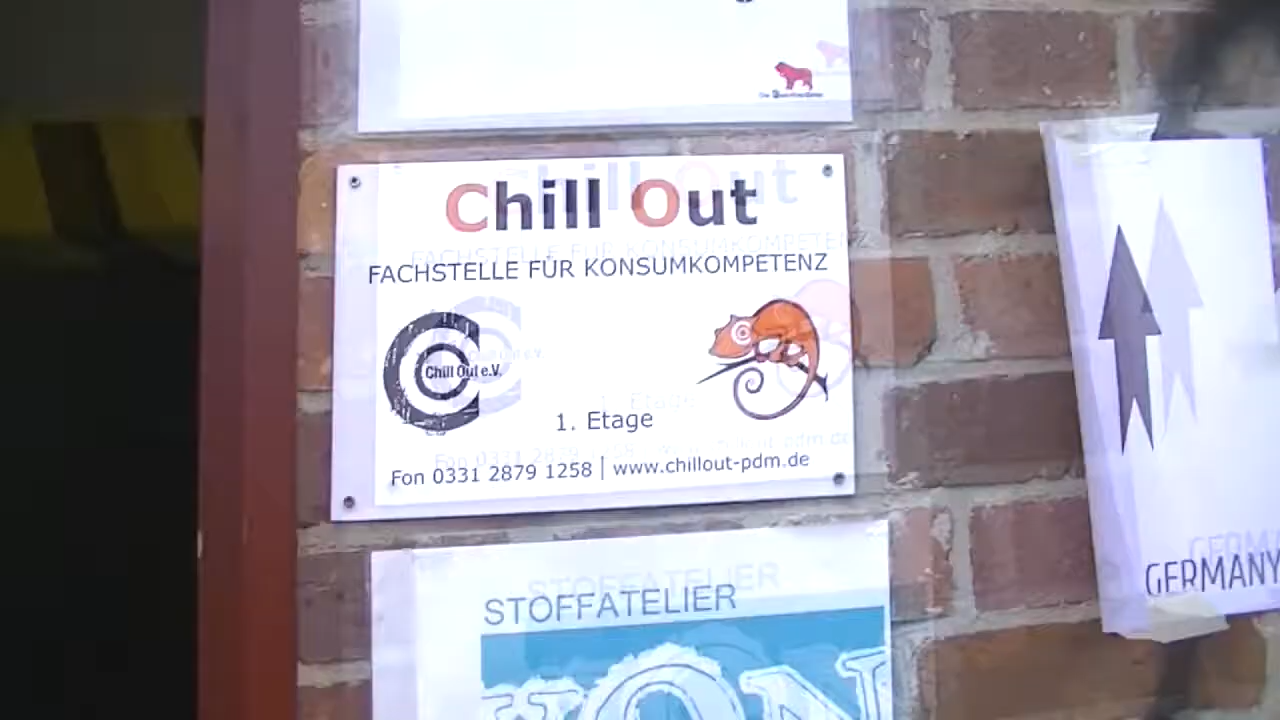 Chill Out
FACHSTELLE FÜR KONSUMKOMPETENZ
Chill Out e.V.
1. Etage
Fon 0331 2879 1258 | www.chillout-pdm.de
STOFFATELIER
GERMANY